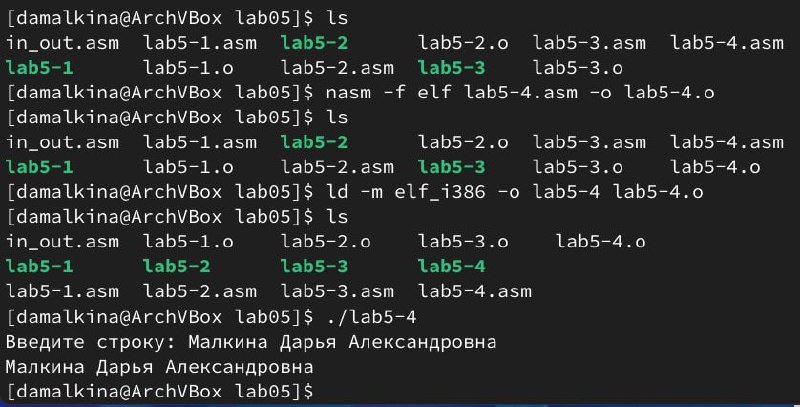 [damalkina@ArchVBox lab05]$ ls
in_out.asm  lab5-1.asm  lab5-2      lab5-2.o  lab5-3.asm  lab5-4.asm
lab5-1      lab5-1.o    lab5-2.asm  lab5-3    lab5-3.o
[damalkina@ArchVBox lab05]$ nasm -f elf lab5-4.asm -o lab5-4.o
[damalkina@ArchVBox lab05]$ ls
in_out.asm  lab5-1.asm  lab5-2      lab5-2.o  lab5-3.asm  lab5-4.asm
lab5-1      lab5-1.o    lab5-2.asm  lab5-3    lab5-3.o    lab5-4.o
[damalkina@ArchVBox lab05]$ ld -m elf_i386 -o lab5-4 lab5-4.o
[damalkina@ArchVBox lab05]$ ls
in_out.asm  lab5-1.o    lab5-2.o    lab5-3.o    lab5-4.o
lab5-1      lab5-2      lab5-3      lab5-4
lab5-1.asm  lab5-2.asm  lab5-3.asm  lab5-4.asm
[damalkina@ArchVBox lab05]$ ./lab5-4
Введите строку: Малкина Дарья Александровна
Малкина Дарья Александровна
[damalkina@ArchVBox lab05]$